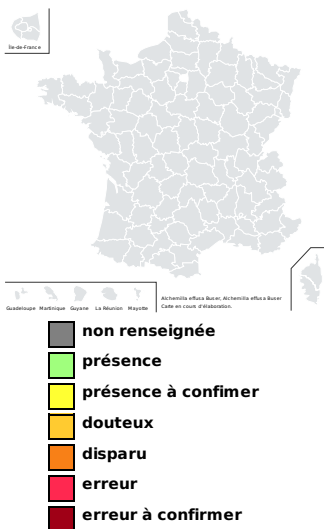 Île-de-France
Alchemilla effusa Buser, Alchemilla effusa Buser
Carte en cours d'élaboration.
Guadeloupe Martinique Guyane La Réunion Mayotte
non renseignée
présence
présence à confimer
douteux
disparu
erreur
erreur à confirmer